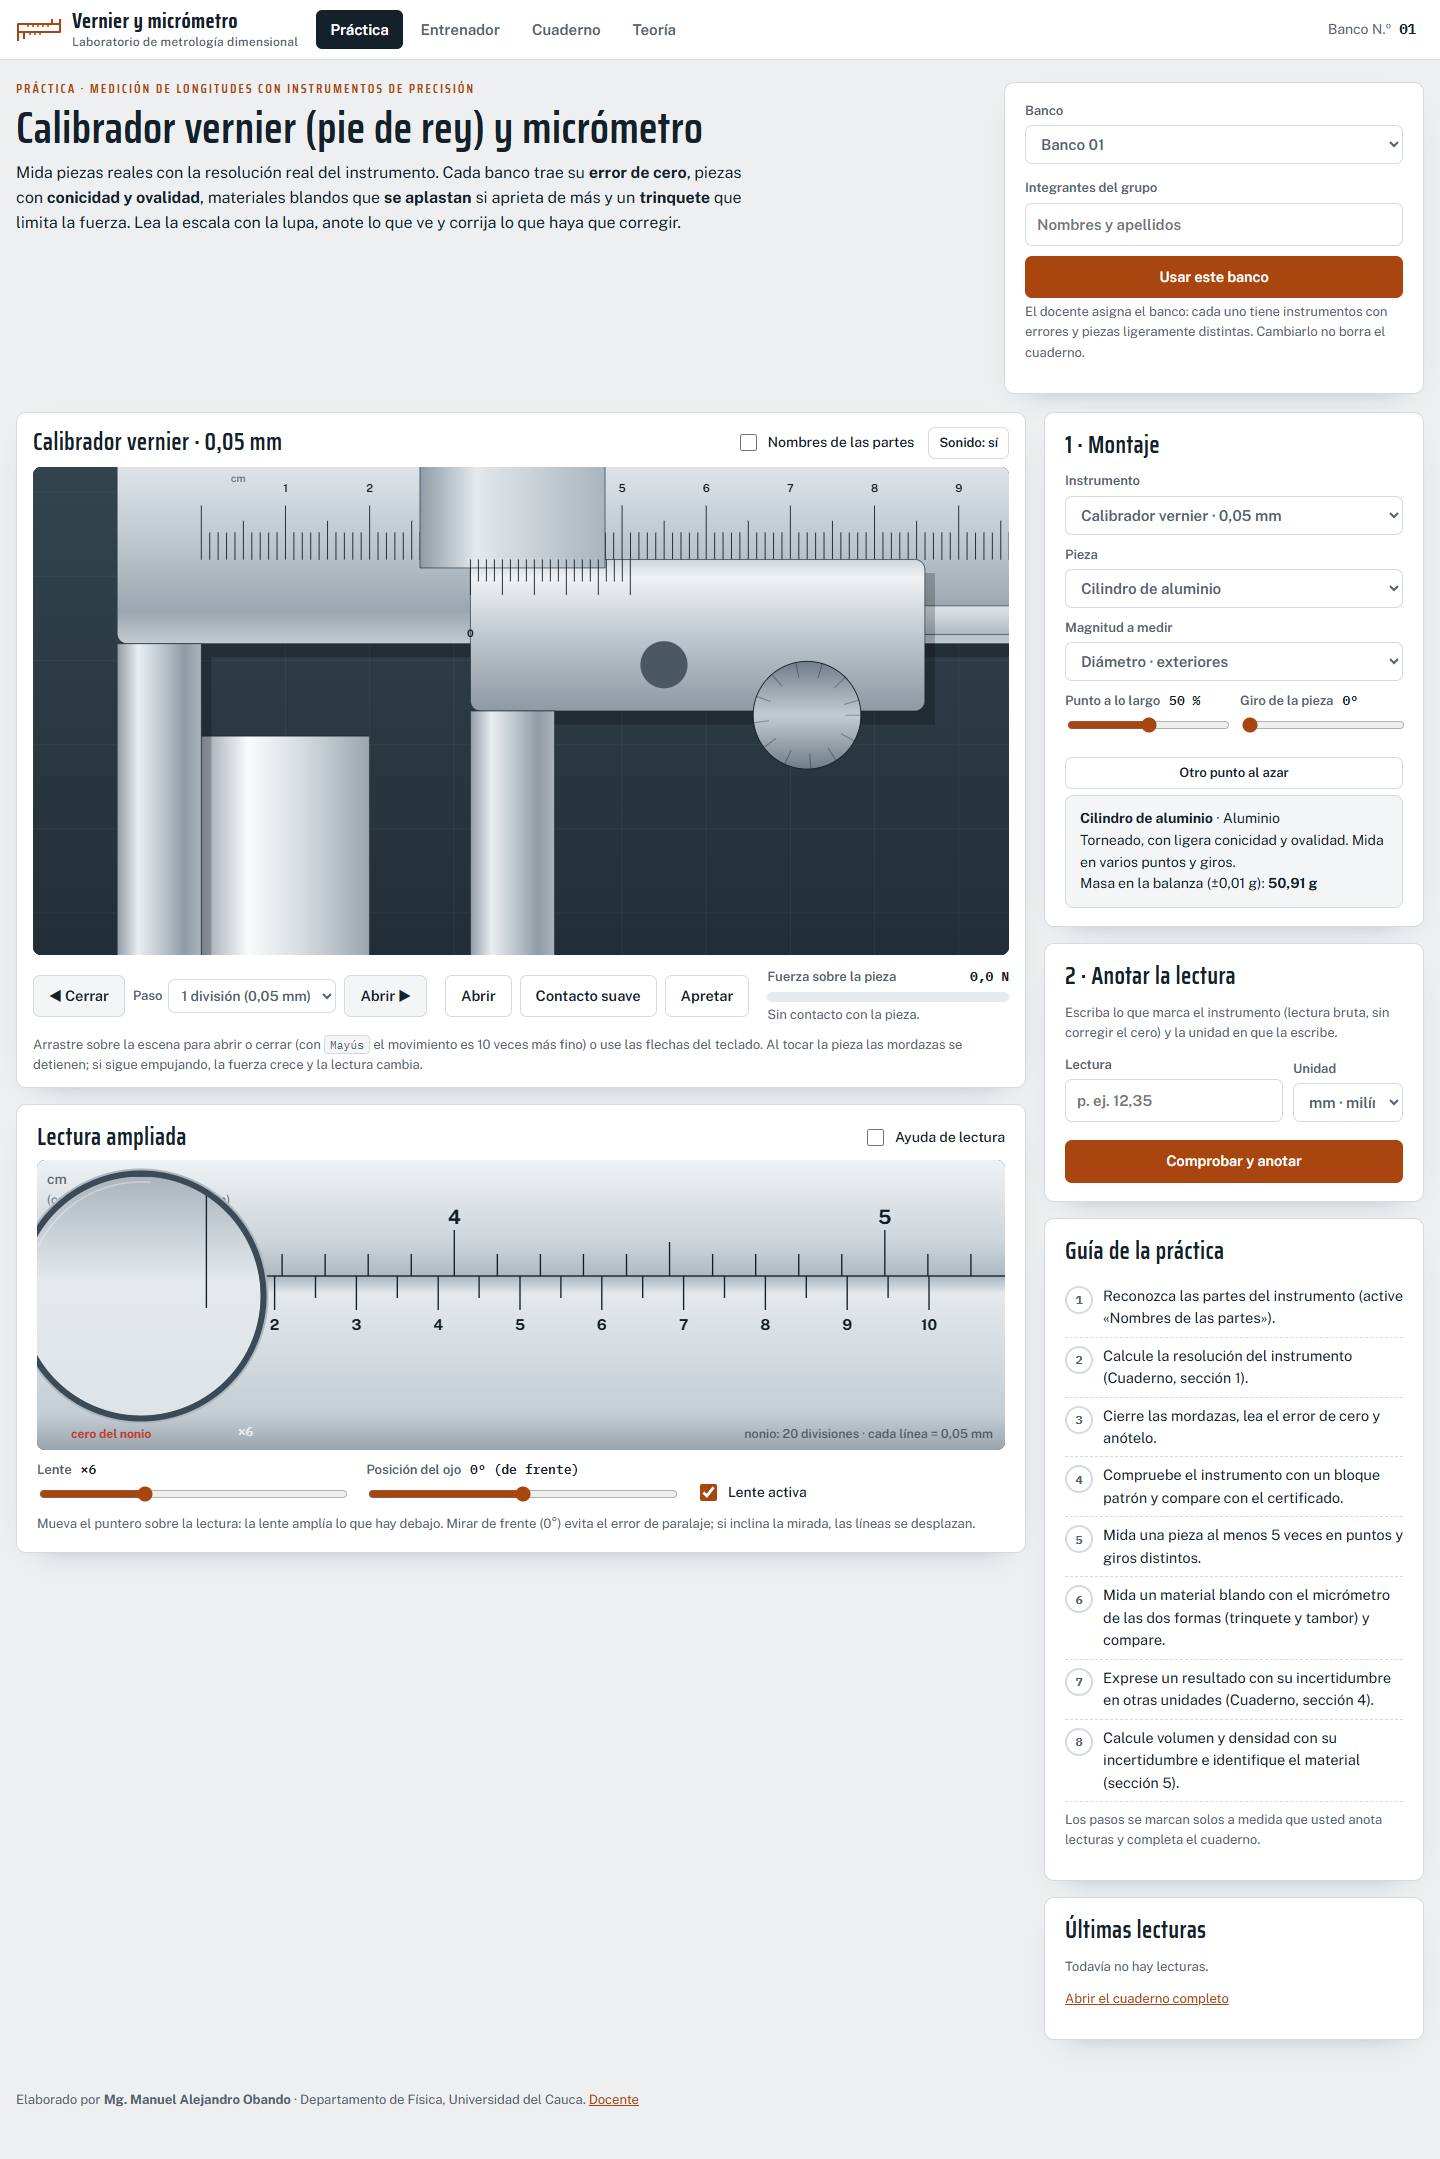 Vernier y micrómetro
Laboratorio de metrología dimensional
Práctica
Entrenador
Cuaderno
Teoría
Banco N.º 01
PRÁCTICA · MEDICIÓN DE LONGITUDES CON INSTRUMENTOS DE PRECISIÓN
Calibrador vernier (pie de rey) y micrómetro
Mida piezas reales con la resolución real del instrumento. Cada banco trae su error de cero, piezas
con conicidad y ovalidad, materiales blandos que se aplastan si aprieta de más y un trinquete que
limita la fuerza. Lea la escala con la lupa, anote lo que ve y corrija lo que haya que corregir.
Banco
Banco 01
Integrantes del grupo
Nombres y apellidos
Usar este banco
El docente asigna el banco: cada uno tiene instrumentos con
errores y piezas ligeramente distintas. Cambiarlo no borra el
cuaderno.
Calibrador vernier · 0,05 mm
Nombres de las partes
Sonido: sí
cm
1 2 5 6 7 8 9
0
◀ Cerrar
Paso
1 división (0,05 mm)
Abrir ▶
Abrir
Contacto suave
Apretar
Fuerza sobre la pieza 0,0 N
Sin contacto con la pieza.
Arrastre sobre la escena para abrir o cerrar (con Mayús el movimiento es 10 veces más fino) o use las flechas del teclado. Al tocar la pieza las mordazas se
detienen; si sigue empujando, la fuerza crece y la lectura cambia.
Lectura ampliada
Ayuda de lectura
cm
4 5
2 3 4 5 6 7 8 9 10
cero del nonio
×6
nonio: 20 divisiones · cada línea = 0,05 mm
Lente ×6
Posición del ojo 0° (de frente)
Lente activa
Mueva el puntero sobre la lectura: la lente amplía lo que hay debajo. Mirar de frente (0°) evita el error de paralaje; si inclina la mirada, las líneas se desplazan.
1 · Montaje
Instrumento
Calibrador vernier · 0,05 mm
Pieza
Cilindro de aluminio
Magnitud a medir
Diámetro · exteriores
Punto a lo largo 50 %
Giro de la pieza 0°
Otro punto al azar
Cilindro de aluminio · Aluminio
Torneado, con ligera conicidad y ovalidad. Mida
en varios puntos y giros.
Masa en la balanza (±0,01 g): 50,91 g
2 · Anotar la lectura
Escriba lo que marca el instrumento (lectura bruta, sin
corregir el cero) y la unidad en que la escribe.
Lectura
Unidad
p. ej. 12,35
mm · milí
Comprobar y anotar
Guía de la práctica
1 Reconozca las partes del instrumento (active
«Nombres de las partes»).
2 Calcule la resolución del instrumento
(Cuaderno, sección 1).
3 Cierre las mordazas, lea el error de cero y
anótelo.
4 Compruebe el instrumento con un bloque
patrón y compare con el certificado.
5 Mida una pieza al menos 5 veces en puntos y
giros distintos.
6 Mida un material blando con el micrómetro
de las dos formas (trinquete y tambor) y
compare.
7 Exprese un resultado con su incertidumbre
en otras unidades (Cuaderno, sección 4).
8 Calcule volumen y densidad con su
incertidumbre e identifique el material
(sección 5).
Los pasos se marcan solos a medida que usted anota
lecturas y completa el cuaderno.
Últimas lecturas
Todavía no hay lecturas.
Abrir el cuaderno completo
Elaborado por Mg. Manuel Alejandro Obando · Departamento de Física, Universidad del Cauca. Docente